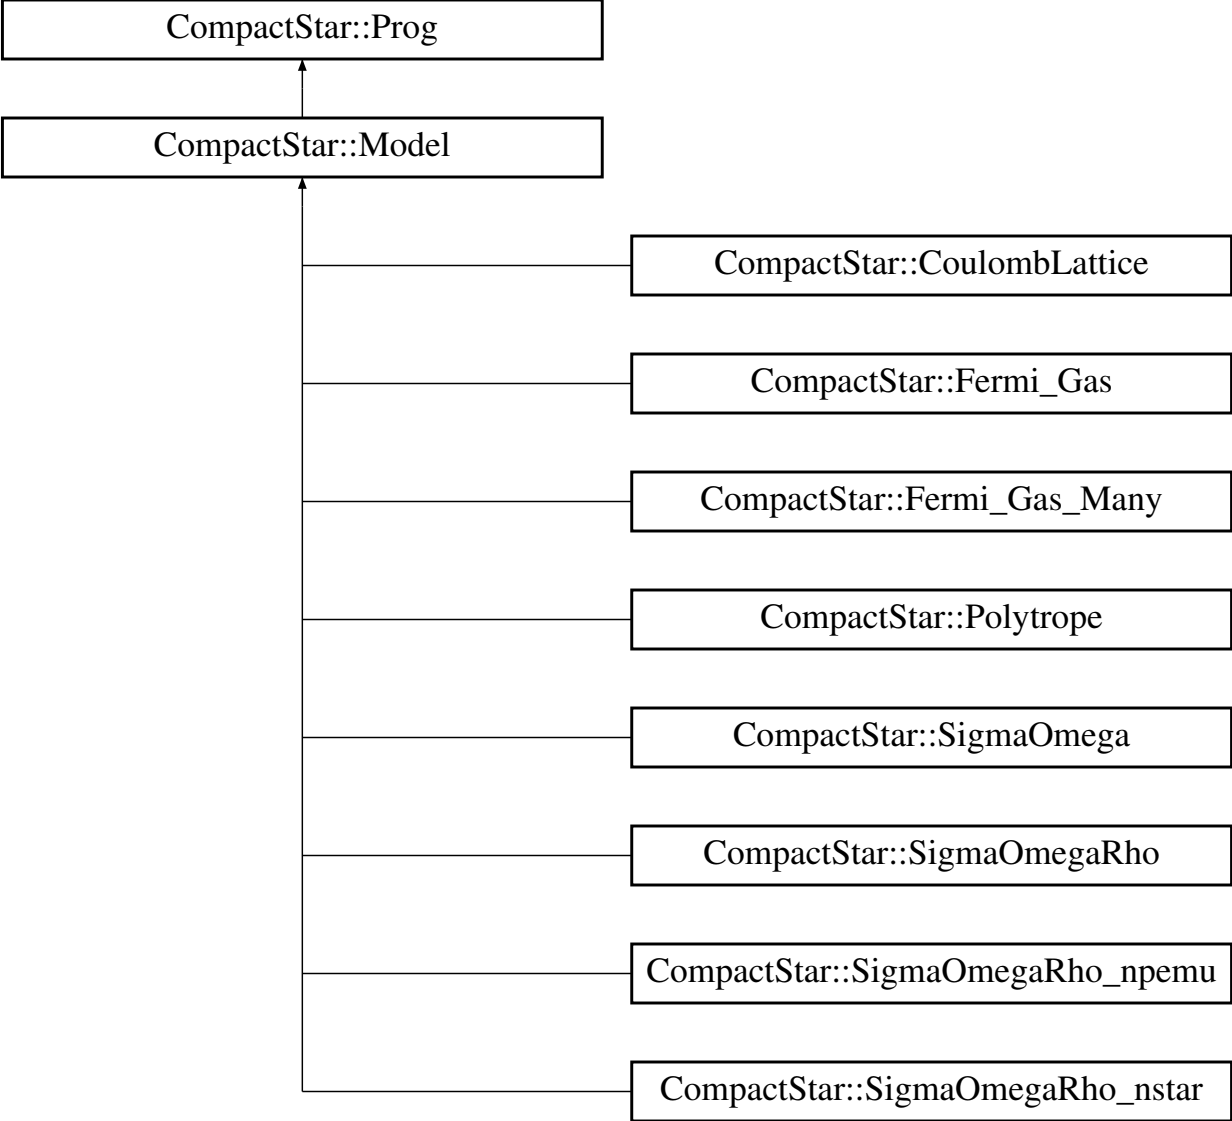 CompactStar::Prog
CompactStar::Model
CompactStar::CoulombLattice
CompactStar::Fermi_Gas
CompactStar::Fermi_Gas_Many
CompactStar::Polytrope
CompactStar::SigmaOmega
CompactStar::SigmaOmegaRho
CompactStar::SigmaOmegaRho_npemu
CompactStar::SigmaOmegaRho_nstar